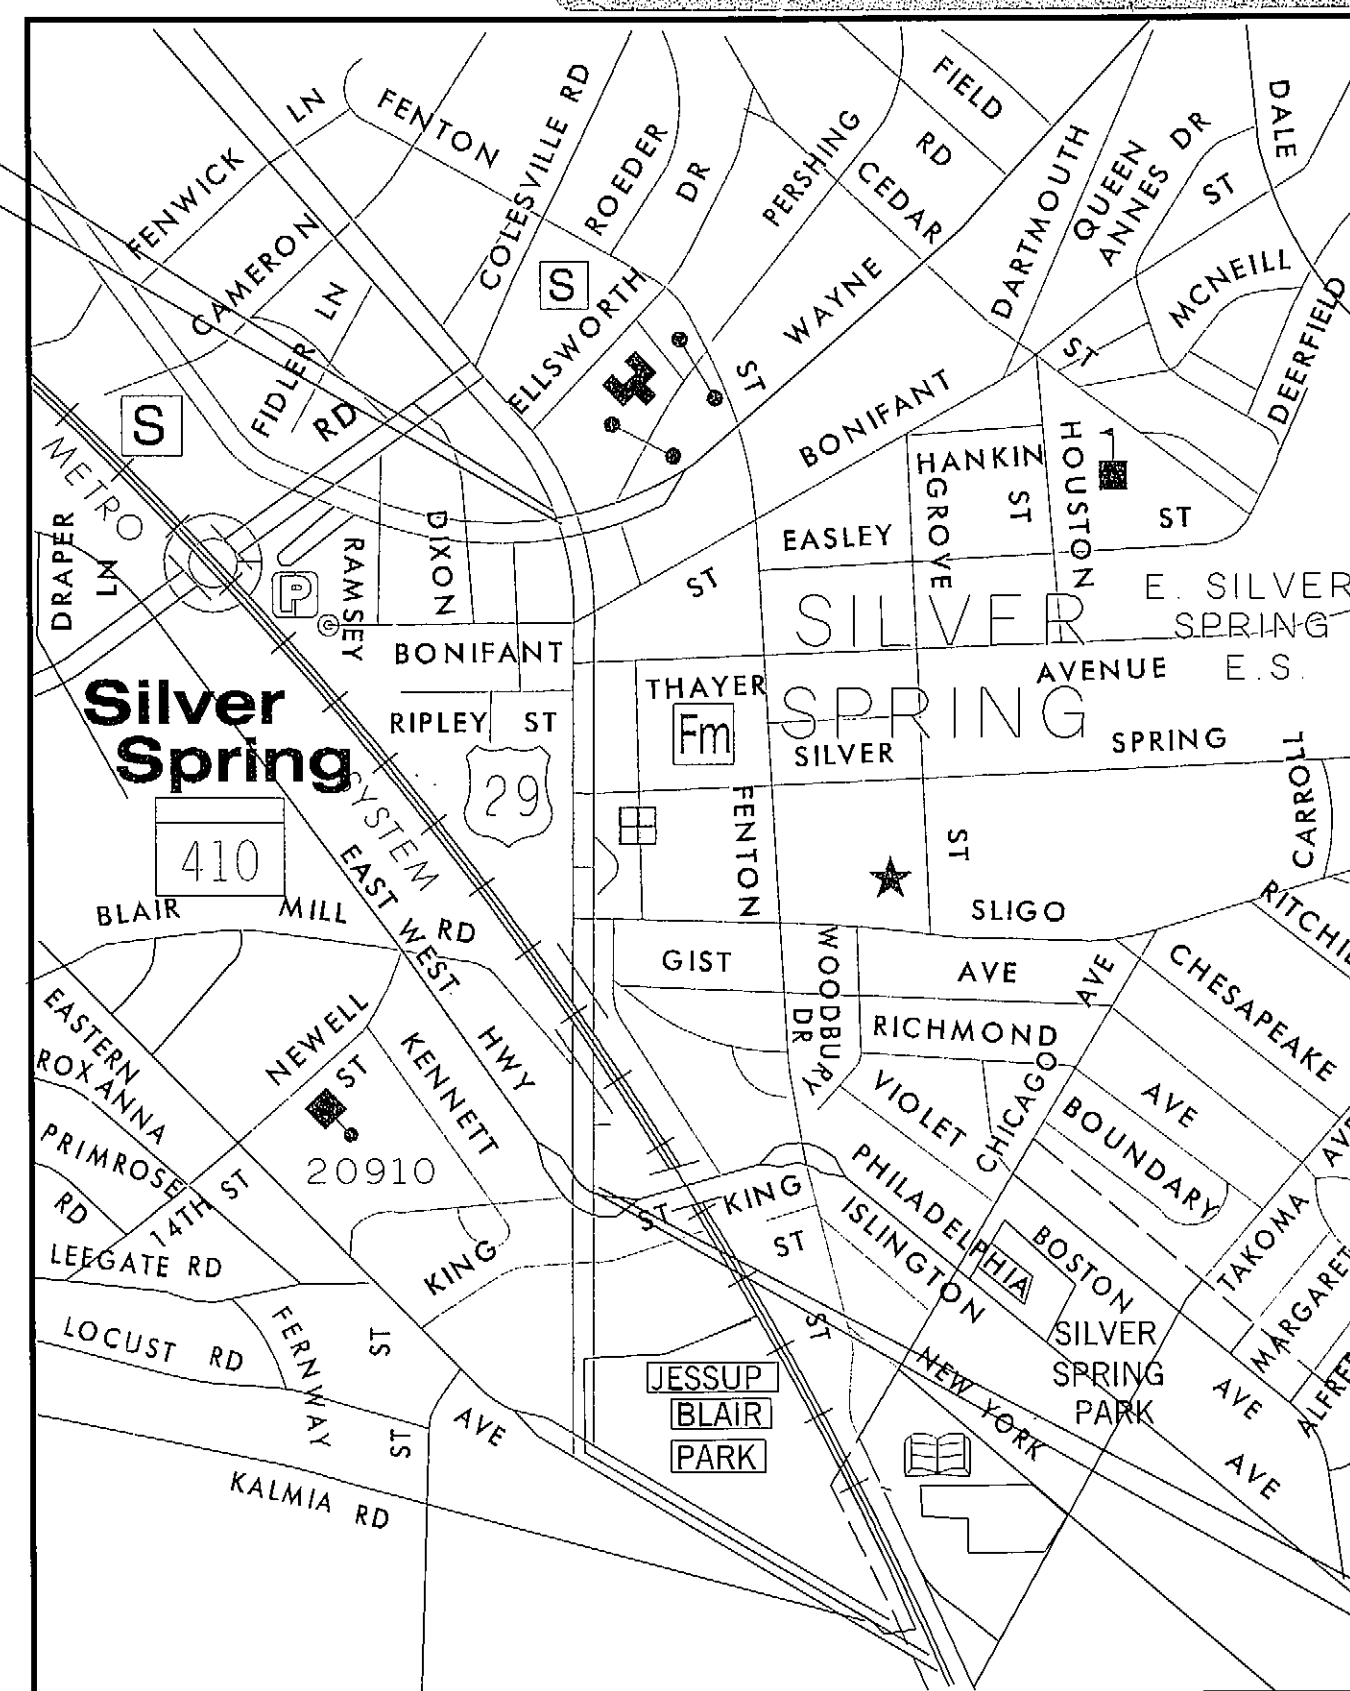 FENWICK LN
FENTON
COLESVILLE RD
ROEDER
DR
PERSHING
FIELD
RD
CEDAR
DARTMOUTH
QUEEN
ANNES DR
DALE
ST
CAMERON
LN
S
ELLSWORTH
WAYNE
MCNEILL
DEERFIELD
FIDLER
RD
S
ST
BONIFANT
ST
METRO
HANKIN
ST
HOUSTON
GROVE
DRAPER
LN
DIXON
RAMSEY
P
EASLEY
ST
ST
SILVER
SPRING
E. SILVER
SPRING
E.S.
BONIFANT
THAYER
AVENUE
Silver
Spring
RIPLEY ST
Fm
SILVER
SPRING
29
SYSTEM
410
FENTON
ST
CARROLL
EAST WEST
HWY
BLAIR MILL RD
SLIGO
AVE
RITCHIE
GIST
AVE
WOODBURY
DR
CHESAPEAKE
AVE
EASTERN
ROXANNA
NEWELL
ST
KENNETT
RICHMOND
VIOLET
CHICAGO
AVE
BOUNDARY
PRIMROSE
RD
14TH ST
20910
KING
ST
ST
PHILADELPHIA
ISLINGTON
BOSTON
TAKOMA
AVE
MARGARET
LEEGATE RD
KING
ST
LOCUST RD
FERNWAY
ST
ST
SILVER
SPRING
PARK
JESSUP
BLAIR
PARK
NEW YORK
AVE
AVE
ALFRE
AVE
KALMIA RD